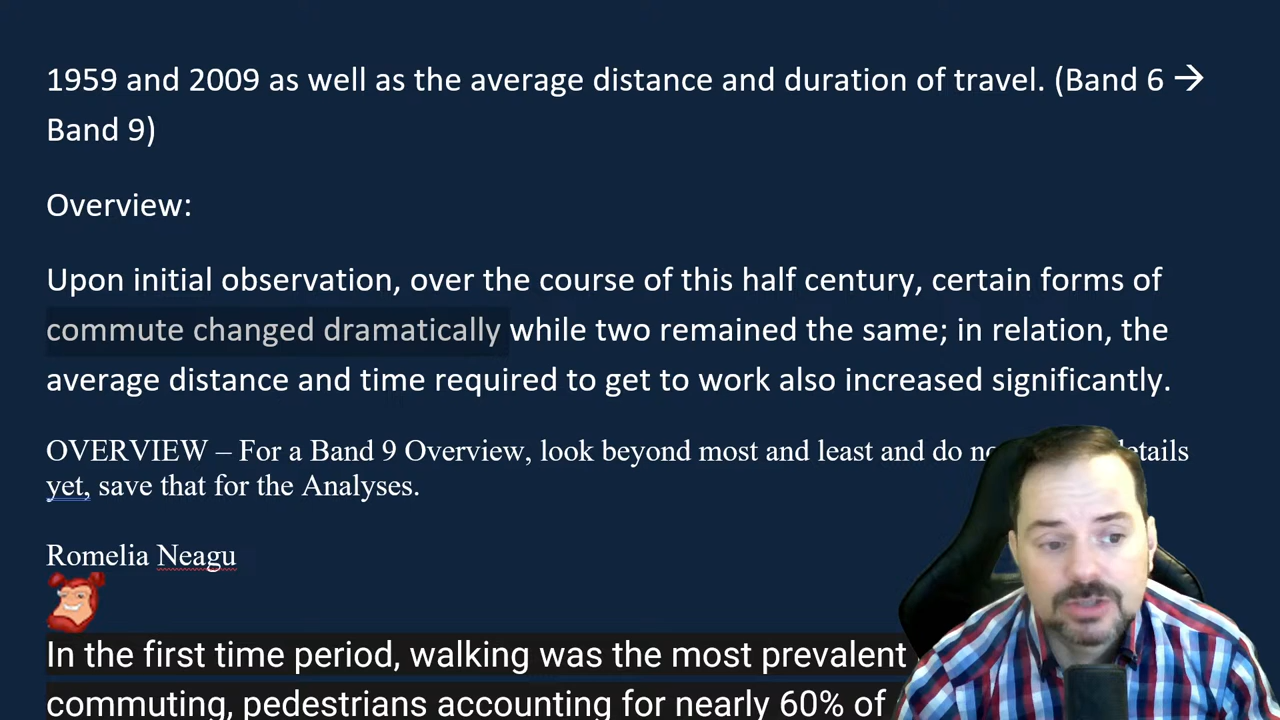 1959 and 2009 as well as the average distance and duration of travel. (Band 6 →
Band 9)
Overview:
Upon initial observation, over the course of this half century, certain forms of
commute changed dramatically while two remained the same; in relation, the
average distance and time required to get to work also increased significantly.
OVERVIEW – For a Band 9 Overview, look beyond most and least and do
yet, save that for the Analyses.
Romelia Neagu
In the first time period, walking was the most prevalent
commuting, pedestrians accounting for nearly 60% of